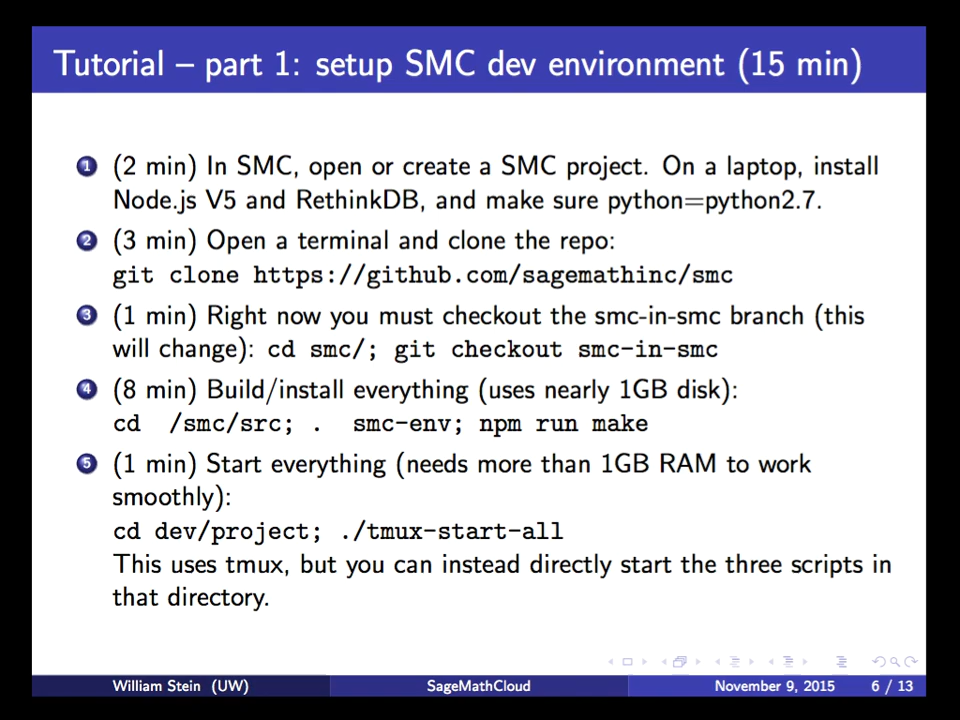 Tutorial – part 1: setup SMC dev environment (15 min)
1 (2 min) In SMC, open or create a SMC project. On a laptop, install
Node.js V5 and RethinkDB, and make sure python=python2.7.
2 (3 min) Open a terminal and clone the repo:
git clone https://github.com/sagemathinc/smc
3 (1 min) Right now you must checkout the smc-in-smc branch (this
will change): cd smc/; git checkout smc-in-smc
4 (8 min) Build/install everything (uses nearly 1GB disk):
cd /smc/src; . smc-env; npm run make
5 (1 min) Start everything (needs more than 1GB RAM to work
smoothly):
cd dev/project; ./tmux-start-all
This uses tmux, but you can instead directly start the three scripts in
that directory.
William Stein (UW) SageMathCloud November 9, 2015 6 / 13